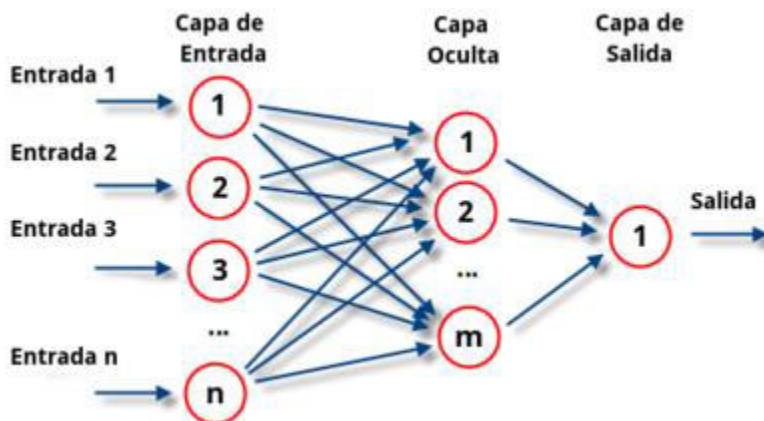 Capa de
Entrada
Capa
Oculta
Capa de
Salida
Entrada 1
1
Entrada 2
2
Entrada 3
3
...
Entrada n
n
1
2
...
m
1
Salida